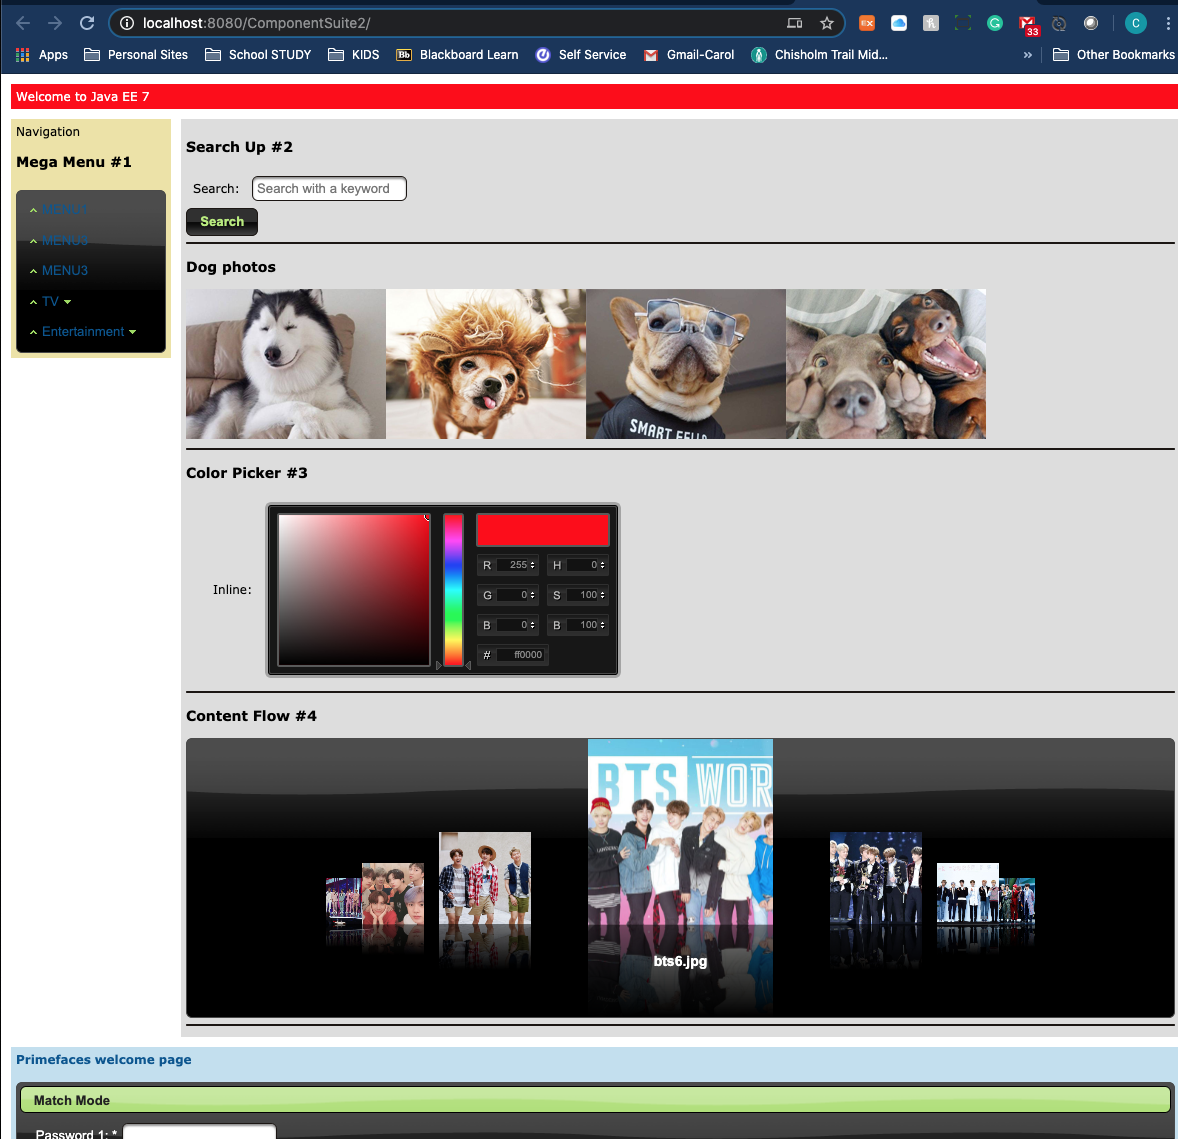 localhost:8080/ComponentSuite2/
33
C
Apps
Personal Sites
School STUDY
KIDS
Bb
Blackboard Learn
Self Service
Gmail-Carol
Chisholm Trail Mid...
»
Other Bookmarks
Welcome to Java EE 7
Navigation
Mega Menu #1
MENU3
TV
Entertainment
Search Up #2
Search:
Search with a keyword
Search
Dog photos
SMART
Color Picker #3
Inline:
R 255 H 0
G 0 S 100
B 0 B 100
# ff0000
Content Flow #4
BTS WOR
bts6.jpg
Primefaces welcome page
Match Mode
Password 1: *